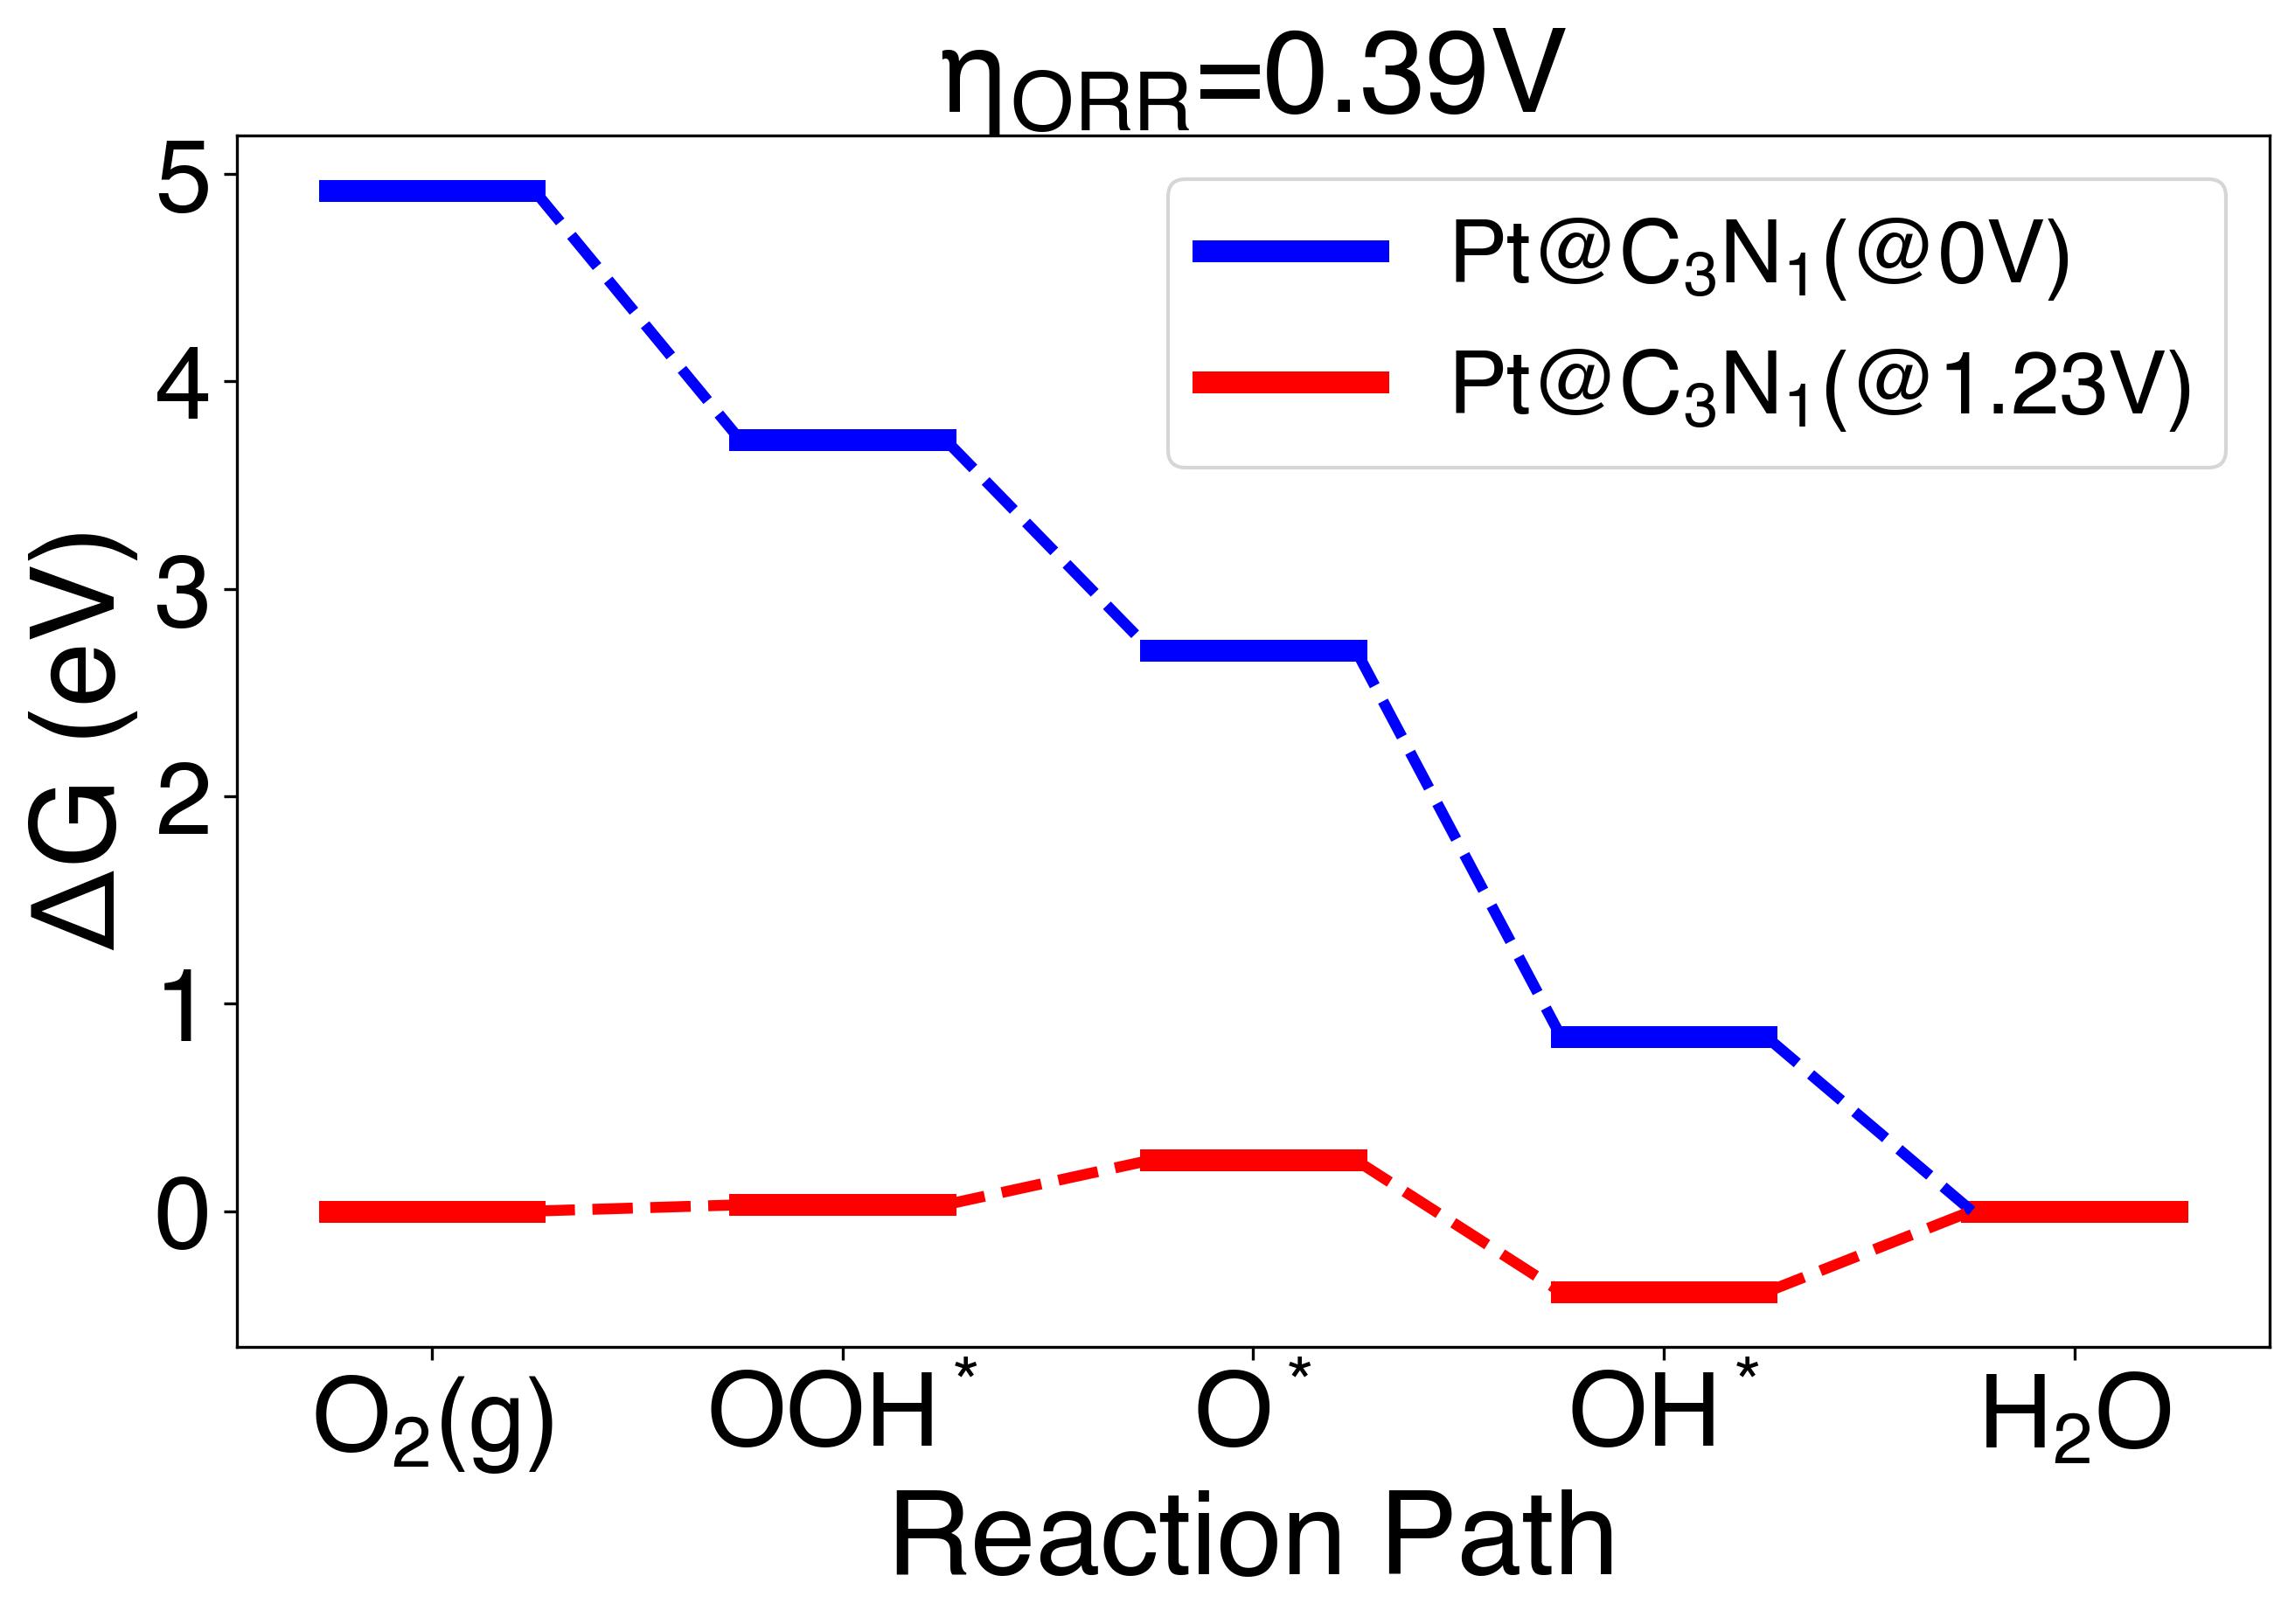 η_ORR=0.39V
Pt@C₃N₁(@0V)
Pt@C₃N₁(@1.23V)
ΔG (eV)
5
4
3
2
1
0
O₂(g) OOH* O* OH* H₂O
Reaction Path